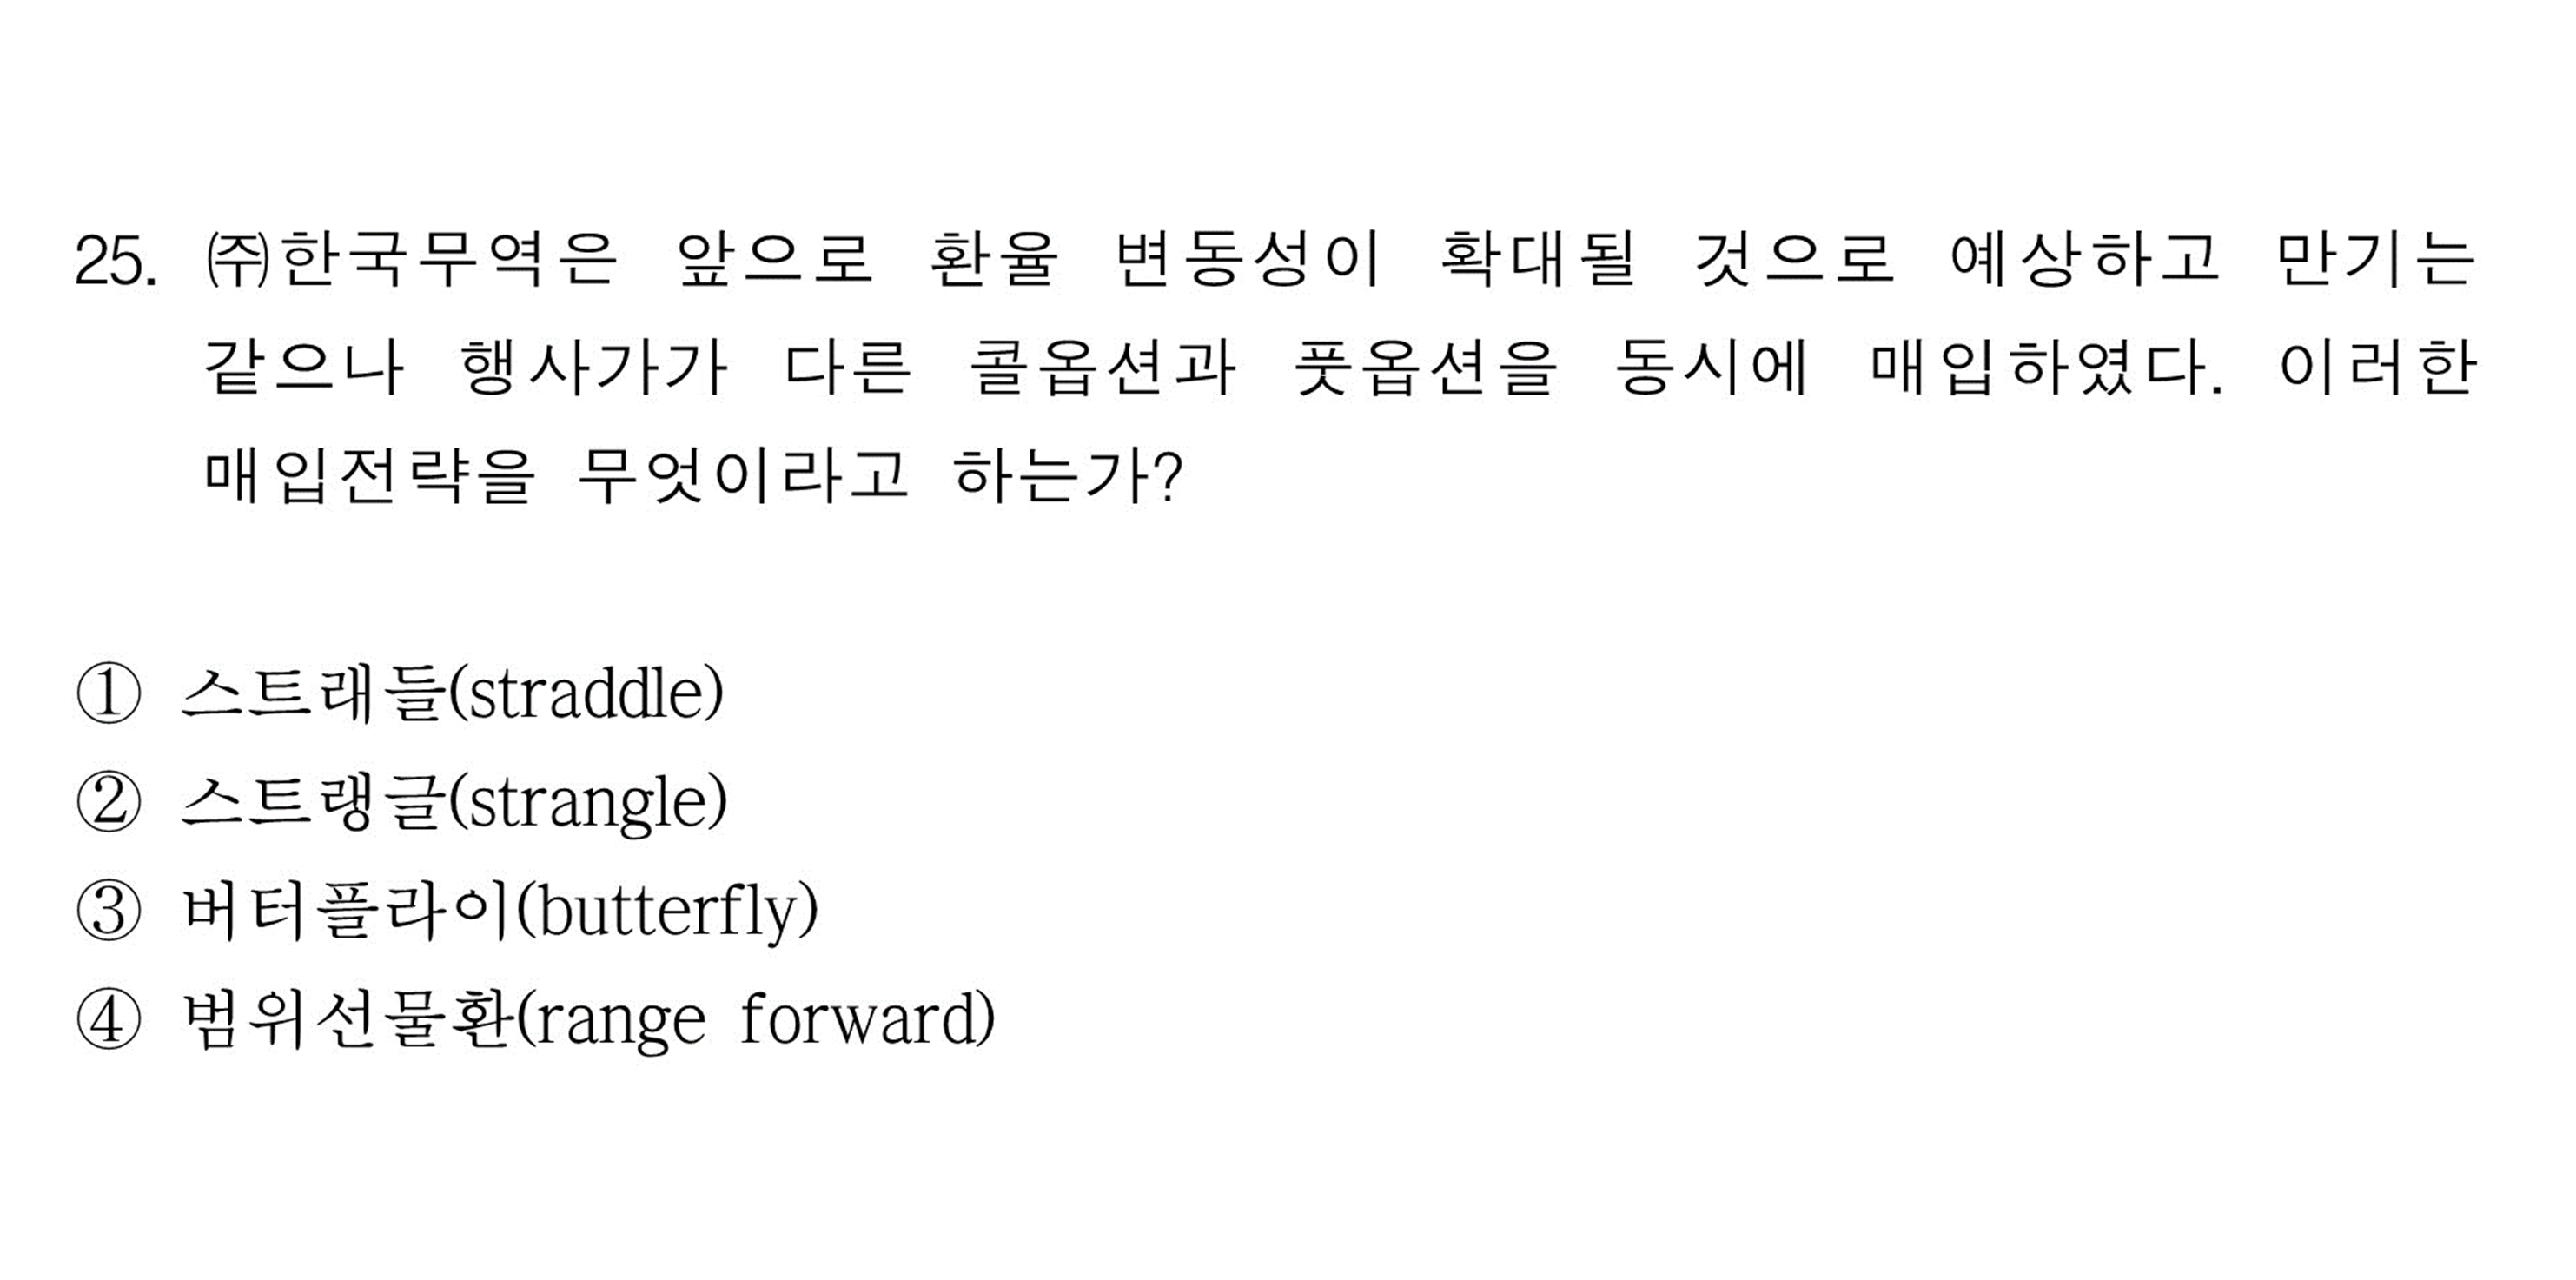 25. ㈜한국무역은 앞으로 환율 변동성이 확대될 것으로 예상하고 만기는
같으나 행사가가 다른 콜옵션과 풋옵션을 동시에 매입하였다. 이러한
매입전략을 무엇이라고 하는가?
① 스트래들(straddle)
② 스트랭글(strangle)
③ 버터플라이(butterfly)
④ 범위선물환(range forward)